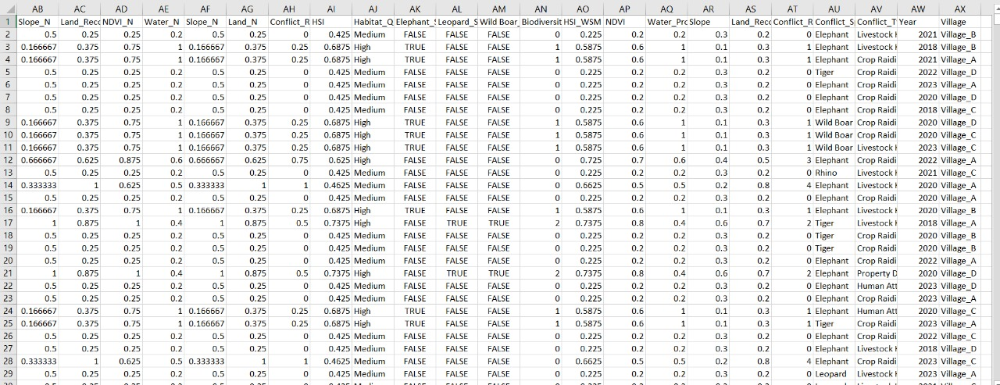 AB AC AD AE AF AG AH AI AJ AK AL AM AN AO AP AQ AR AS AT AU AV AW AX
1 Slope_N Land_Reco NDVI_N Water_N Slope_N Land_N Conflict_R HSI Habitat_Q Elephant_S Leopard_S Wild Boar_ Biodiversit HSI_WSM NDVI Water_Pro Slope Land_Reco Conflict_R Conflict_S Conflict_T Year Village
2 0.5 0.25 0.25 0.2 0.5 0.25 0 0.425 Medium FALSE FALSE FALSE 0 0.225 0.2 0.2 0.3 0.2 0 Elephant Livestock 2021 Village_B
3 0.166667 0.375 0.75 1 0.166667 0.375 0.25 0.6875 High TRUE FALSE FALSE 1 0.5875 0.6 1 0.1 0.3 1 Elephant Livestock 2018 Village_B
4 0.166667 0.375 0.75 1 0.166667 0.375 0.25 0.6875 High TRUE FALSE FALSE 1 0.5875 0.6 1 0.1 0.3 1 Elephant Crop Raidi 2021 Village_A
5 0.5 0.25 0.25 0.2 0.5 0.25 0 0.425 Medium FALSE FALSE FALSE 0 0.225 0.2 0.2 0.3 0.2 0 Tiger Crop Raidi 2022 Village_D
6 0.5 0.25 0.25 0.2 0.5 0.25 0 0.425 Medium FALSE FALSE FALSE 0 0.225 0.2 0.2 0.3 0.2 0 Elephant Crop Raidi 2023 Village_A
7 0.5 0.25 0.25 0.2 0.5 0.25 0 0.425 Medium FALSE FALSE FALSE 0 0.225 0.2 0.2 0.3 0.2 0 Elephant Crop Raidi 2020 Village_D
8 0.5 0.25 0.25 0.2 0.5 0.25 0 0.425 Medium FALSE FALSE FALSE 0 0.225 0.2 0.2 0.3 0.2 0 Elephant Crop Raidi 2018 Village_C
9 0.166667 0.375 0.75 1 0.166667 0.375 0.25 0.6875 High TRUE FALSE FALSE 1 0.5875 0.6 1 0.1 0.3 1 Wild Boar Crop Raidi 2020 Village_D
10 0.166667 0.375 0.75 1 0.166667 0.375 0.25 0.6875 High TRUE FALSE FALSE 1 0.5875 0.6 1 0.1 0.3 1 Wild Boar Crop Raidi 2020 Village_C
11 0.166667 0.375 0.75 1 0.166667 0.375 0.25 0.6875 High TRUE FALSE FALSE 1 0.5875 0.6 1 0.1 0.3 1 Wild Boar Livestock 2023 Village_C
12 0.666667 0.625 0.875 0.6 0.666667 0.625 0.75 0.625 Medium FALSE FALSE FALSE 0 0.725 0.7 0.6 0.4 0.5 3 Elephant Crop Raidi 2022 Village_A
13 0.5 0.25 0.25 0.2 0.5 0.25 0 0.425 Medium FALSE FALSE FALSE 0 0.225 0.2 0.2 0.3 0.2 0 Rhino Livestock 2021 Village_C
14 0.333333 1 0.625 0.5 0.333333 1 1 0.4625 Medium FALSE FALSE FALSE 0 0.6625 0.5 0.5 0.2 0.8 4 Elephant Livestock 2020 Village_A
15 0.5 0.25 0.25 0.2 0.5 0.25 0 0.425 Medium FALSE FALSE FALSE 0 0.225 0.2 0.2 0.3 0.2 0 Elephant Crop Raidi 2020 Village_A
16 0.166667 0.375 0.75 1 0.166667 0.375 0.25 0.6875 High TRUE FALSE FALSE 1 0.5875 0.6 1 0.1 0.3 1 Elephant Livestock 2020 Village_B
17 1 0.875 1 0.4 1 0.875 0.5 0.7375 High FALSE TRUE TRUE 2 0.7375 0.8 0.4 0.6 0.7 2 Tiger Livestock 2018 Village_A
18 0.5 0.25 0.25 0.2 0.5 0.25 0 0.425 Medium FALSE FALSE FALSE 0 0.225 0.2 0.2 0.3 0.2 0 Tiger Crop Raidi 2020 Village_B
19 0.5 0.25 0.25 0.2 0.5 0.25 0 0.425 Medium FALSE FALSE FALSE 0 0.225 0.2 0.2 0.3 0.2 0 Tiger Crop Raidi 2020 Village_B
20 0.5 0.25 0.25 0.2 0.5 0.25 0 0.425 Medium FALSE FALSE FALSE 0 0.225 0.2 0.2 0.3 0.2 0 Elephant Crop Raidi 2022 Village_A
21 1 0.875 1 0.4 1 0.875 0.5 0.7375 High FALSE TRUE TRUE 2 0.7375 0.8 0.4 0.6 0.7 2 Elephant Property D 2020 Village_D
22 0.5 0.25 0.25 0.2 0.5 0.25 0 0.425 Medium FALSE FALSE FALSE 0 0.225 0.2 0.2 0.3 0.2 0 Elephant Human Att 2023 Village_D
23 0.5 0.25 0.25 0.2 0.5 0.25 0 0.425 Medium FALSE FALSE FALSE 0 0.225 0.2 0.2 0.3 0.2 0 Elephant Crop Raidi 2023 Village_A
24 0.166667 0.375 0.75 1 0.166667 0.375 0.25 0.6875 High TRUE FALSE FALSE 1 0.5875 0.6 1 0.1 0.3 1 Elephant Human Att 2020 Village_C
25 0.166667 0.375 0.75 1 0.166667 0.375 0.25 0.6875 High TRUE FALSE FALSE 1 0.5875 0.6 1 0.1 0.3 1 Tiger Crop Raidi 2023 Village_A
26 0.5 0.25 0.25 0.2 0.5 0.25 0 0.425 Medium FALSE FALSE FALSE 0 0.225 0.2 0.2 0.3 0.2 0 Elephant Crop Raidi 2022 Village_C
27 0.5 0.25 0.25 0.2 0.5 0.25 0 0.425 Medium FALSE FALSE FALSE 0 0.225 0.2 0.2 0.3 0.2 0 Elephant Livestock 2018 Village_D
28 0.333333 1 0.625 0.5 0.333333 1 1 0.4625 Medium FALSE FALSE FALSE 0 0.6625 0.5 0.5 0.2 0.8 4 Elephant Crop Raidi 2023 Village_C
29 0.5 0.25 0.25 0.2 0.5 0.25 0 0.425 Medium FALSE FALSE FALSE 0 0.225 0.2 0.2 0.3 0.2 0 Leopard Crop Raidi 2023 Village_A